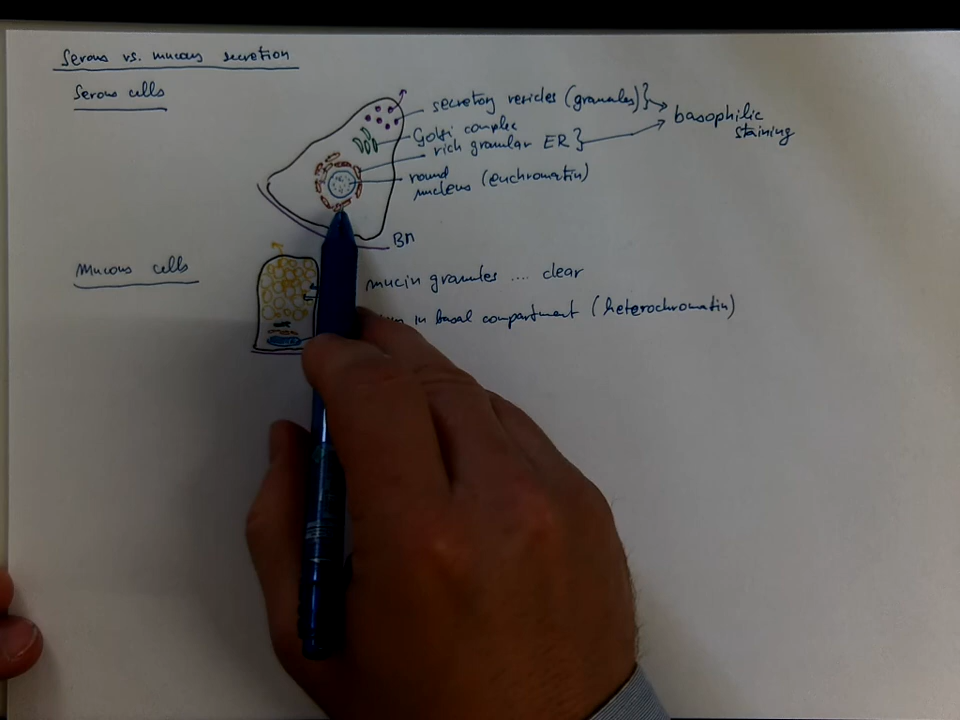 Serous vs. mucous secretion
Serous cells
secretory vesicles (granules)
Golgi complex
rich granular ER
basophilic
staining
round
nucleus (euchromatin)
BM
Mucous cells
mucin granules .... clear
in basal compartment (heterochromatin)